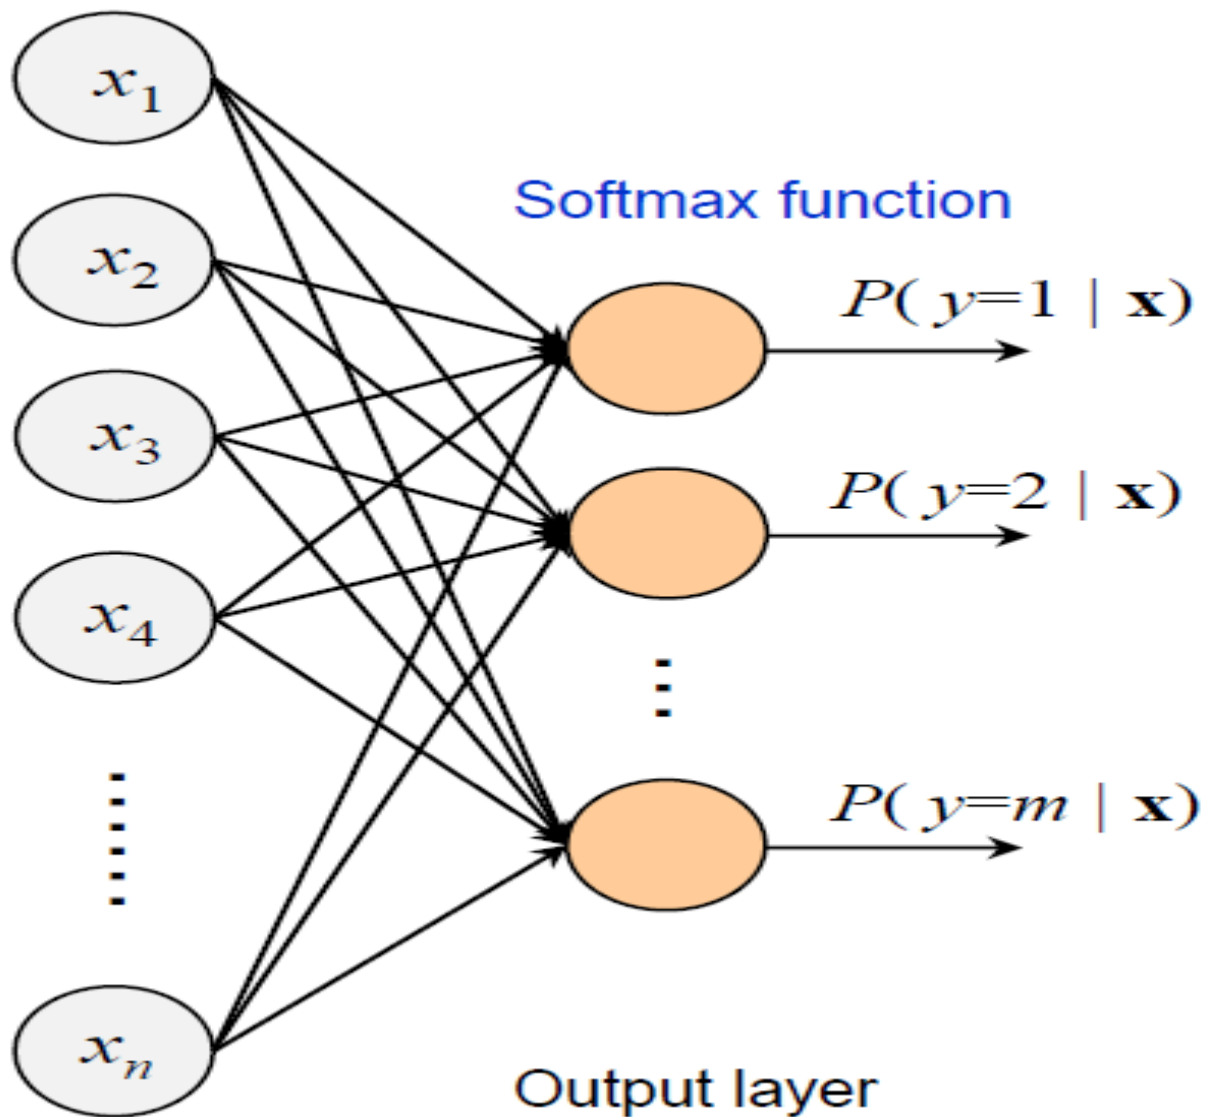 x1
x2
x3
x4
xn
Softmax function
P( y=1 | x)
P( y=2 | x)
P( y=m | x)
Output layer